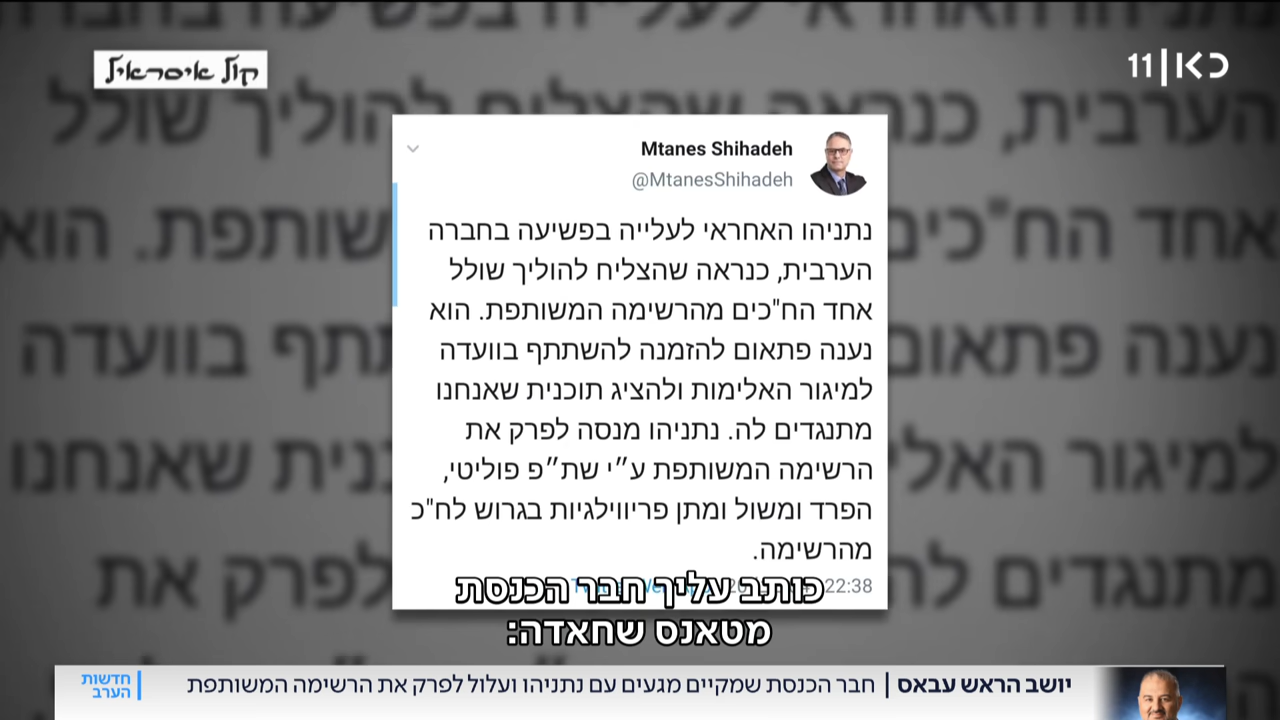 קול ישראל
כאן 11
Mtanes Shihadeh
@MtanesShihadeh
נתניהו האחראי לעלייה בפשיעה בחברה
הערבית, כנראה שהצליח להוליך שולל
אחד הח"כים מהרשימה המשותפת. הוא
נענה פתאום להזמנה להשתתף בוועדה
למיגור האלימות ולהציג תוכנית שאנחנו
מתנגדים לה. נתניהו מנסה לפרק את
הרשימה המשותפת ע״י שת״פ פוליטי,
הפרד ומשול ומתן פריווילגיות בגרוש לח"כ
מהרשימה.
22:38
כותב עליך חבר הכנסת
מטאנס שחאדה:
יושב הראש עבאס | חבר הכנסת שמקיים מגעים עם נתניהו ועלול לפרק את הרשימה המשותפת
חדשות
הערב